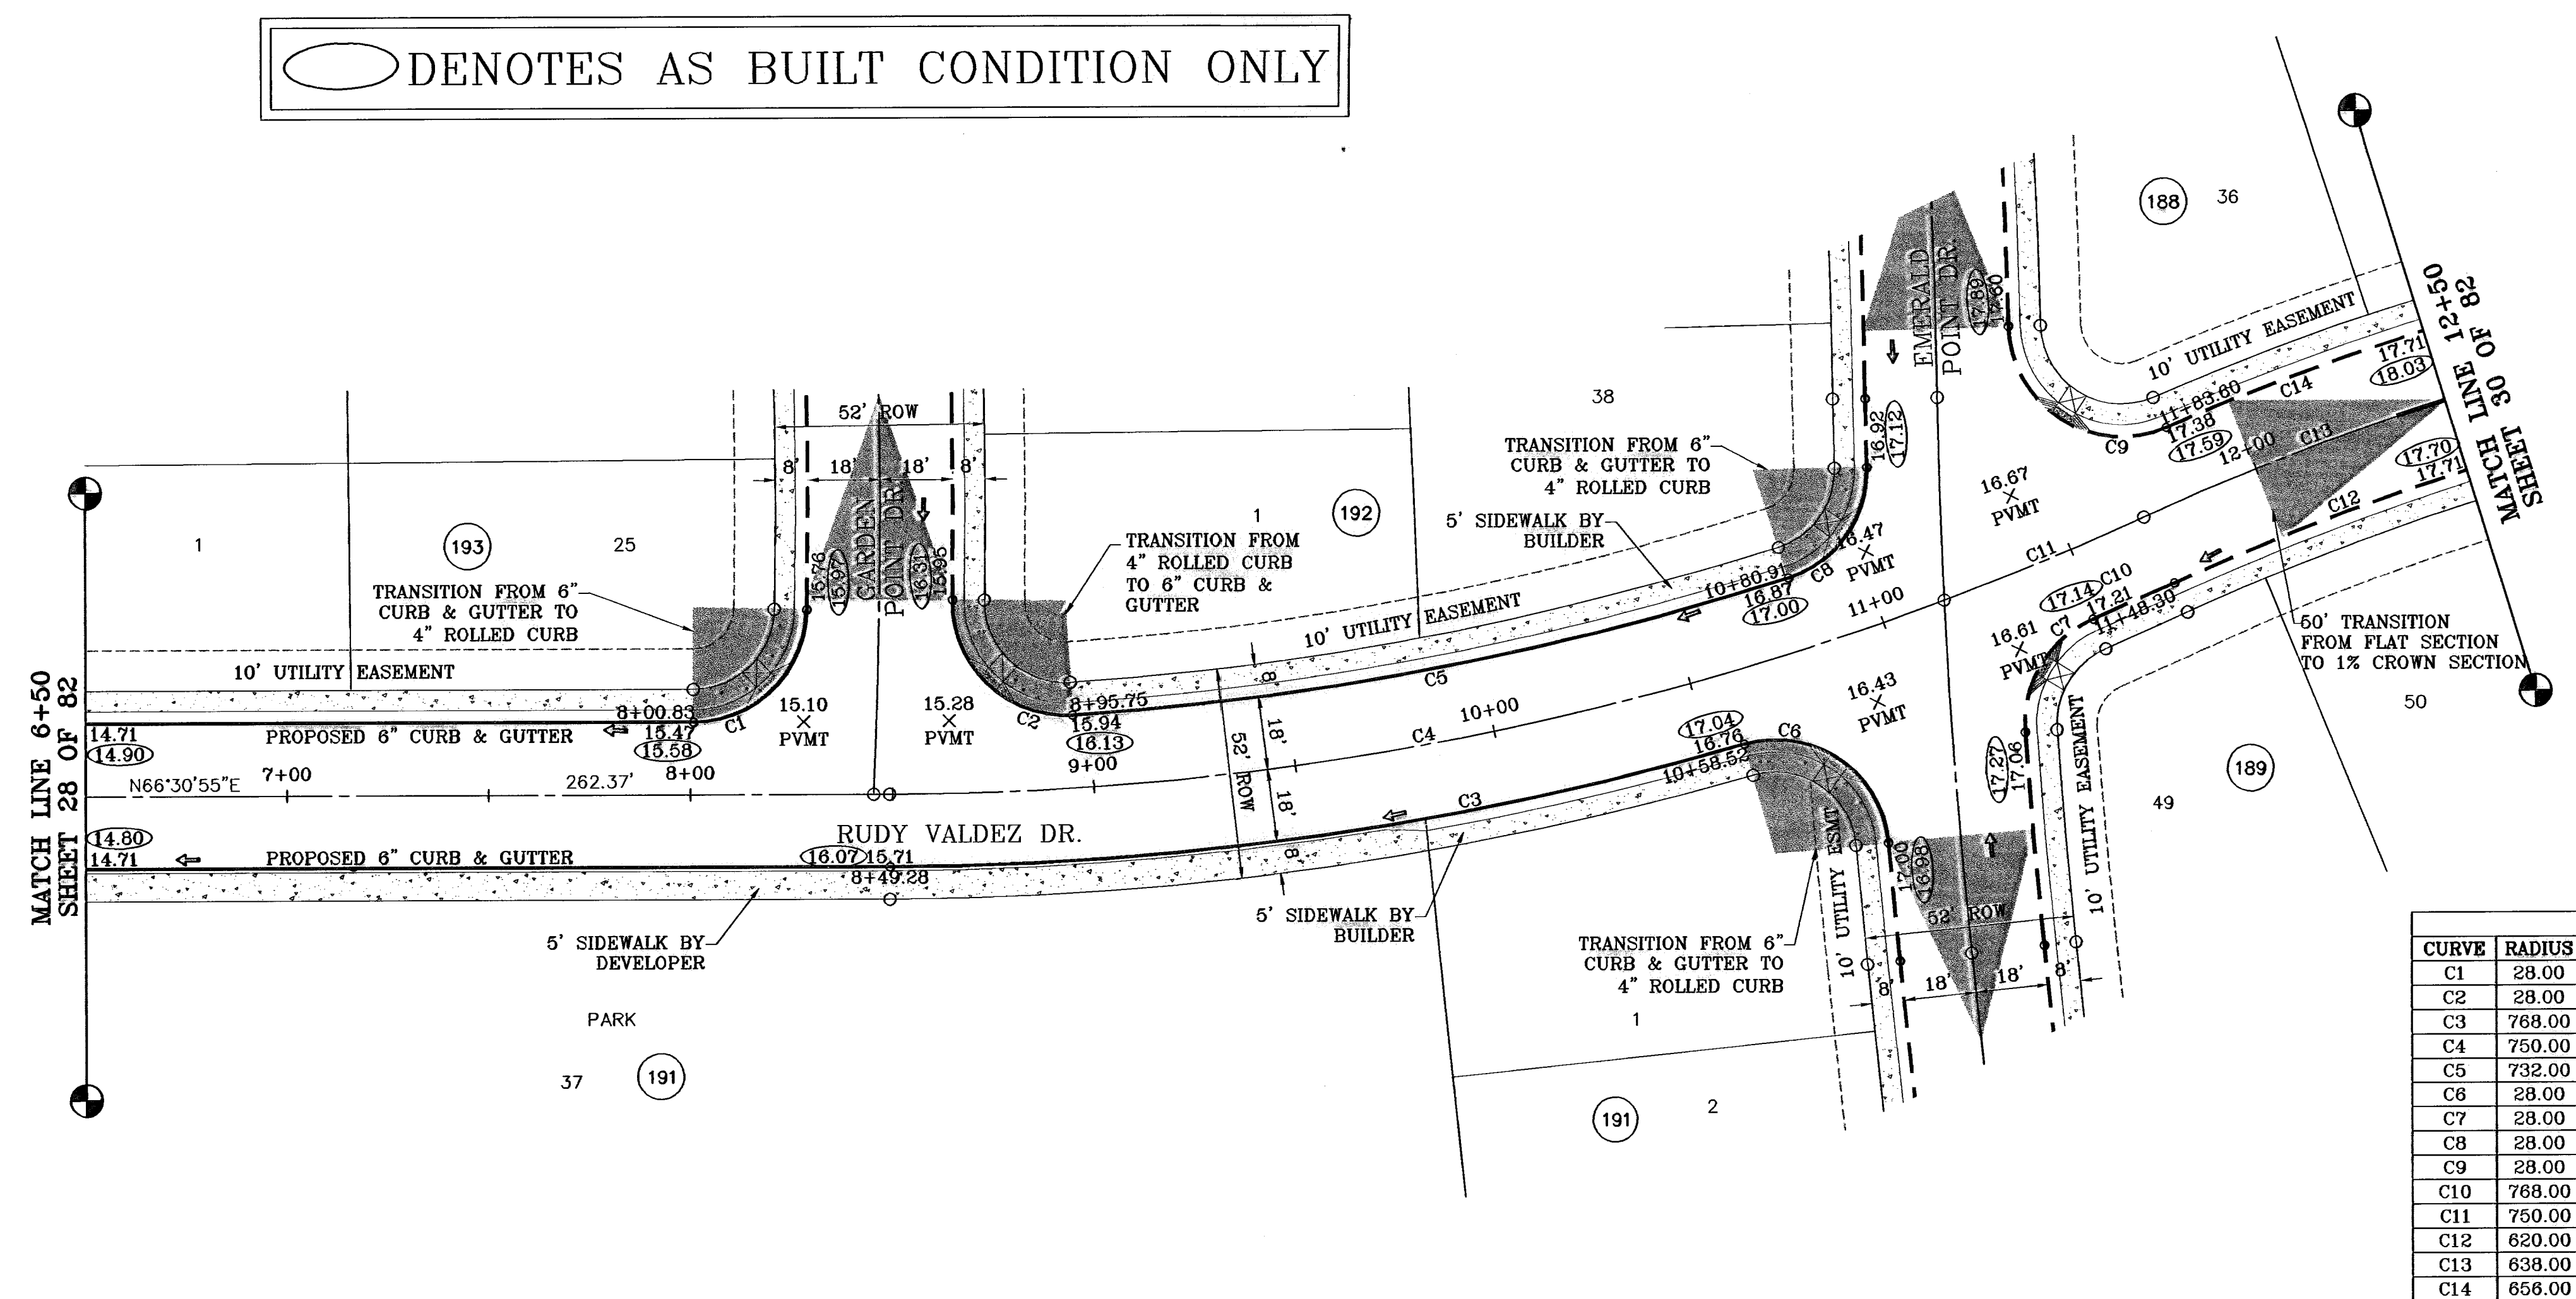 DENOTES AS BUILT CONDITION ONLY
MATCH LINE 6+50
SHEET 28 OF 82
1
193
25
TRANSITION FROM 6"
CURB & GUTTER TO
4" ROLLED CURB
10' UTILITY EASEMENT
14.71
14.90
PROPOSED 6" CURB & GUTTER
8+00.83
15.47
15.58
C1
N66°30'55"E
7+00
262.37'
8+00
14.80
14.71
PROPOSED 6" CURB & GUTTER
RUDY VALDEZ DR.
16.07
15.71
8+49.28
5' SIDEWALK BY
DEVELOPER
PARK
37
191
52' ROW
8'
18'
18'
8'
GARDEN
POINT DR.
15.76
15.97
16.31
15.95
15.10
PVMT
15.28
PVMT
C2
8+95.75
15.94
16.13
9+00
1
192
TRANSITION FROM
4" ROLLED CURB
TO 6" CURB &
GUTTER
10' UTILITY EASEMENT
8'
18'
52' ROW
18'
8'
C5
C4
10+00
C3
5' SIDEWALK BY
BUILDER
38
TRANSITION FROM 6"
CURB & GUTTER TO
4" ROLLED CURB
5' SIDEWALK BY
BUILDER
10+80.91
16.87
17.00
C8
16.92
17.12
16.47
PVMT
11+00
EMERALD
POINT DR.
17.89
17.60
16.67
PVMT
C11
17.04
16.76
10+58.52
C6
16.43
PVMT
16.61
PVMT
C7
17.14
17.21
11+48.30
C10
17.27
17.06
17.00
16.98
52' ROW
8'
18'
18'
8'
10' UTILITY ESMT
10' UTILITY EASEMENT
TRANSITION FROM 6"
CURB & GUTTER TO
4" ROLLED CURB
1
191
2
188
36
10' UTILITY EASEMENT
C9
11+83.60
17.38
17.59
12+00
C14
C13
C12
17.71
18.03
17.70
17.71
MATCH LINE 12+50
SHEET 30 OF 82
50' TRANSITION
FROM FLAT SECTION
TO 1% CROWN SECTION
50
189
49
CURVE RADIUS
C1 28.00
C2 28.00
C3 768.00
C4 750.00
C5 732.00
C6 28.00
C7 28.00
C8 28.00
C9 28.00
C10 768.00
C11 750.00
C12 620.00
C13 638.00
C14 656.00